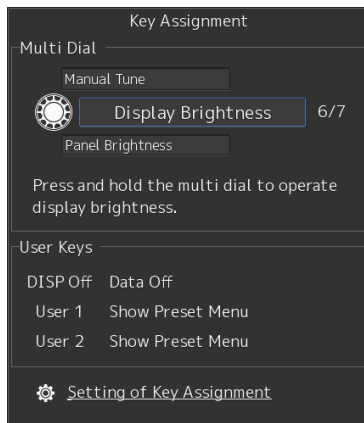 Key Assignment
Multi Dial
Manual Tune
Display Brightness 6/7
Panel Brightness
Press and hold the multi dial to operate
display brightness.
User Keys
DISP Off Data Off
User 1 Show Preset Menu
User 2 Show Preset Menu
Setting of Key Assignment